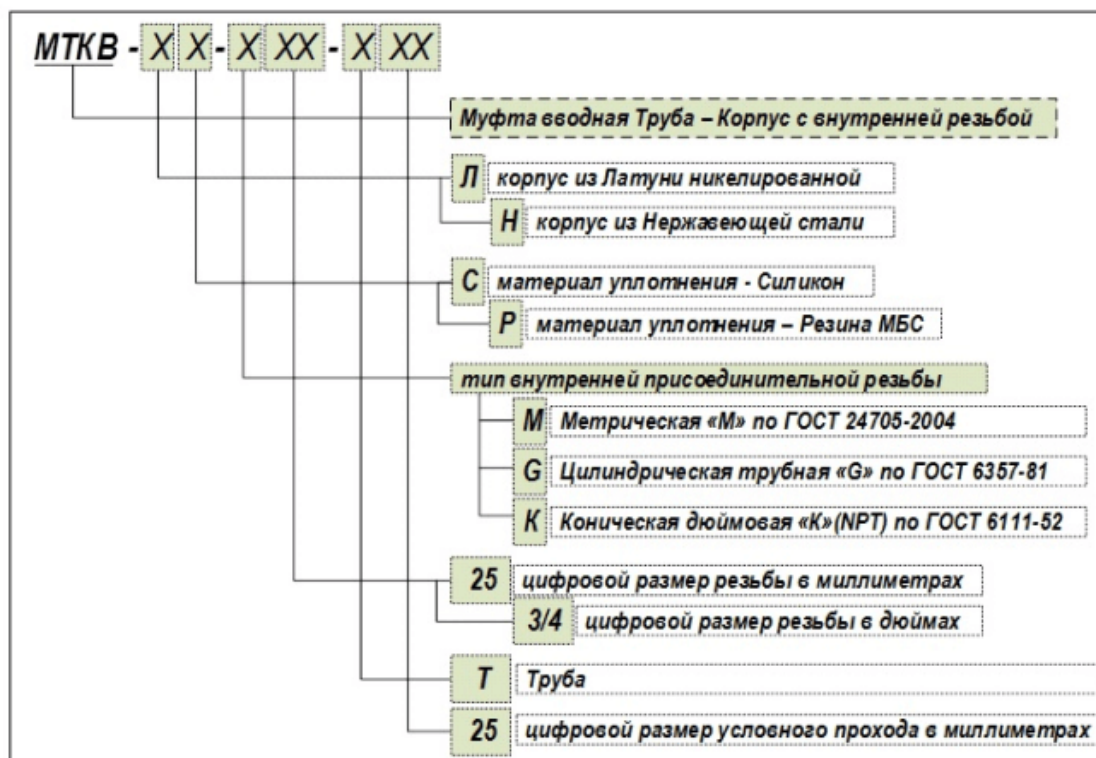 МТКВ - X X - X XX - X XX
Муфта вводная Труба – Корпус с внутренней резьбой
Л корпус из Латуни никелированной
Н корпус из Нержавеющей стали
С материал уплотнения - Силикон
Р материал уплотнения – Резина МБС
тип внутренней присоединительной резьбы
М Метрическая «М» по ГОСТ 24705-2004
G Цилиндрическая трубная «G» по ГОСТ 6357-81
К Коническая дюймовая «К»(NPT) по ГОСТ 6111-52
25 цифровой размер резьбы в миллиметрах
3/4 цифровой размер резьбы в дюймах
Т Труба
25 цифровой размер условного прохода в миллиметрах